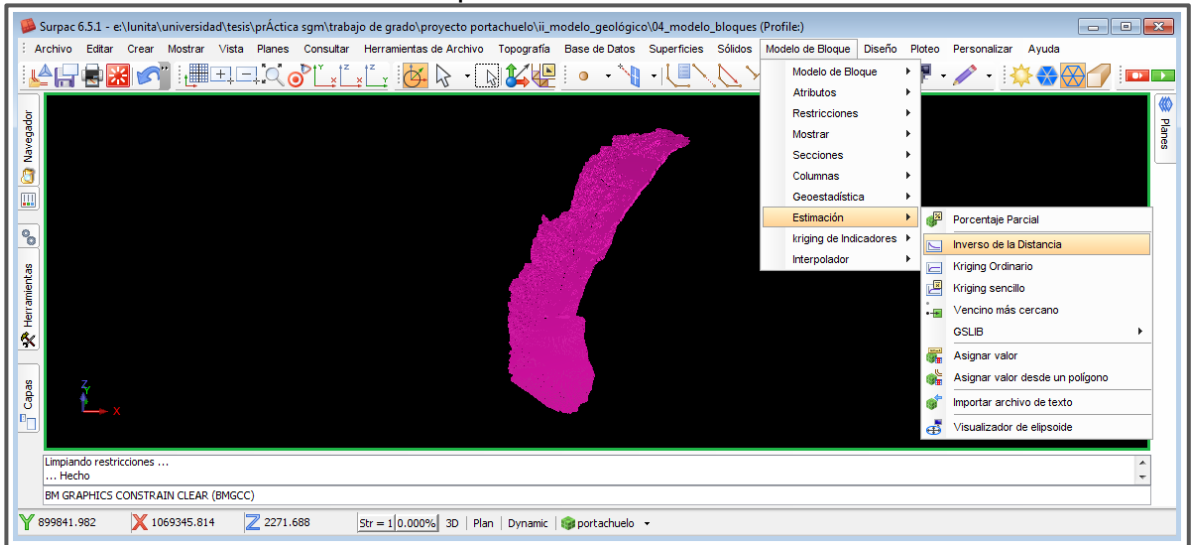 Surpac 6.5.1 - e:\lunita\universidad\tesis\prÁctica sgm\trabajo de grado\proyecto portachuelo\ii_modelo_geológico\04_modelo_bloques (Profile:)
Archivo Editar Crear Mostrar Vista Planes Consultar Herramientas de Archivo Topografía Base de Datos Superficies Sólidos Modelo de Bloque Diseño Ploteo Personalizar Ayuda
Modelo de Bloque
Atributos
Restricciones
Mostrar
Secciones
Columnas
Geoestadística
Estimación
kriging de Indicadores
Interpolador
Porcentaje Parcial
Inverso de la Distancia
Kriging Ordinario
Kriging sencillo
Vencino más cercano
GSLIB
Asignar valor
Asignar valor desde un polígono
Importar archivo de texto
Visualizador de elipsoide
Navegador
Herramientas
Capas
Planes
Z
Y
X
Limpiando restricciones ...
... Hecho
BM GRAPHICS CONSTRAIN CLEAR (BMGCC)
Y 899841.982 X 1069345.814 Z 2271.688 Str = 1 0.000% 3D Plan Dynamic portachuelo